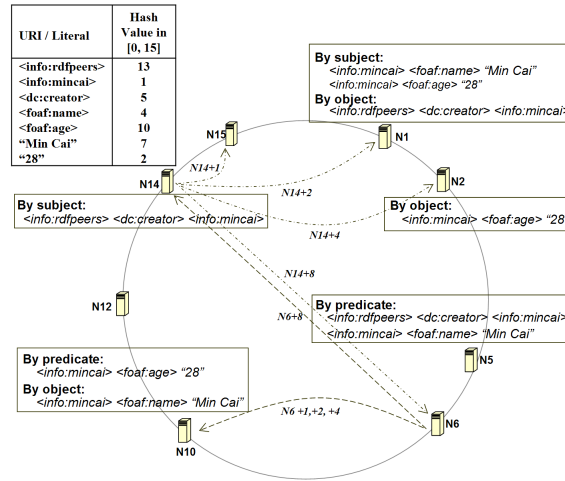 URI / Literal
Hash
Value in
[0, 15]
<info:rdfpeers> 13
<info:mincai> 1
<dc:creator> 5
<foaf:name> 4
<foaf:age> 10
“Min Cai” 7
“28” 2
By subject:
<info:mincai> <foaf:name> “Min Cai”
<info:mincai> <foaf:age> “28”
By object:
<info:rdfpeers> <dc:creator> <info:mincai>
N15
N1
N14+1
N14
N14+2
N2
By subject:
<info:rdfpeers> <dc:creator> <info:mincai>
By object:
<info:mincai> <foaf:age> “28
N14+4
N14+8
N6+8
N12
By predicate:
<info:rdfpeers> <dc:creator> <info:mincai>
<info:mincai> <foaf:name> “Min Cai”
N5
By predicate:
<info:mincai> <foaf:age> “28”
By object:
<info:mincai> <foaf:name> “Min Cai”
N6 +1, +2, +4
N6
N10